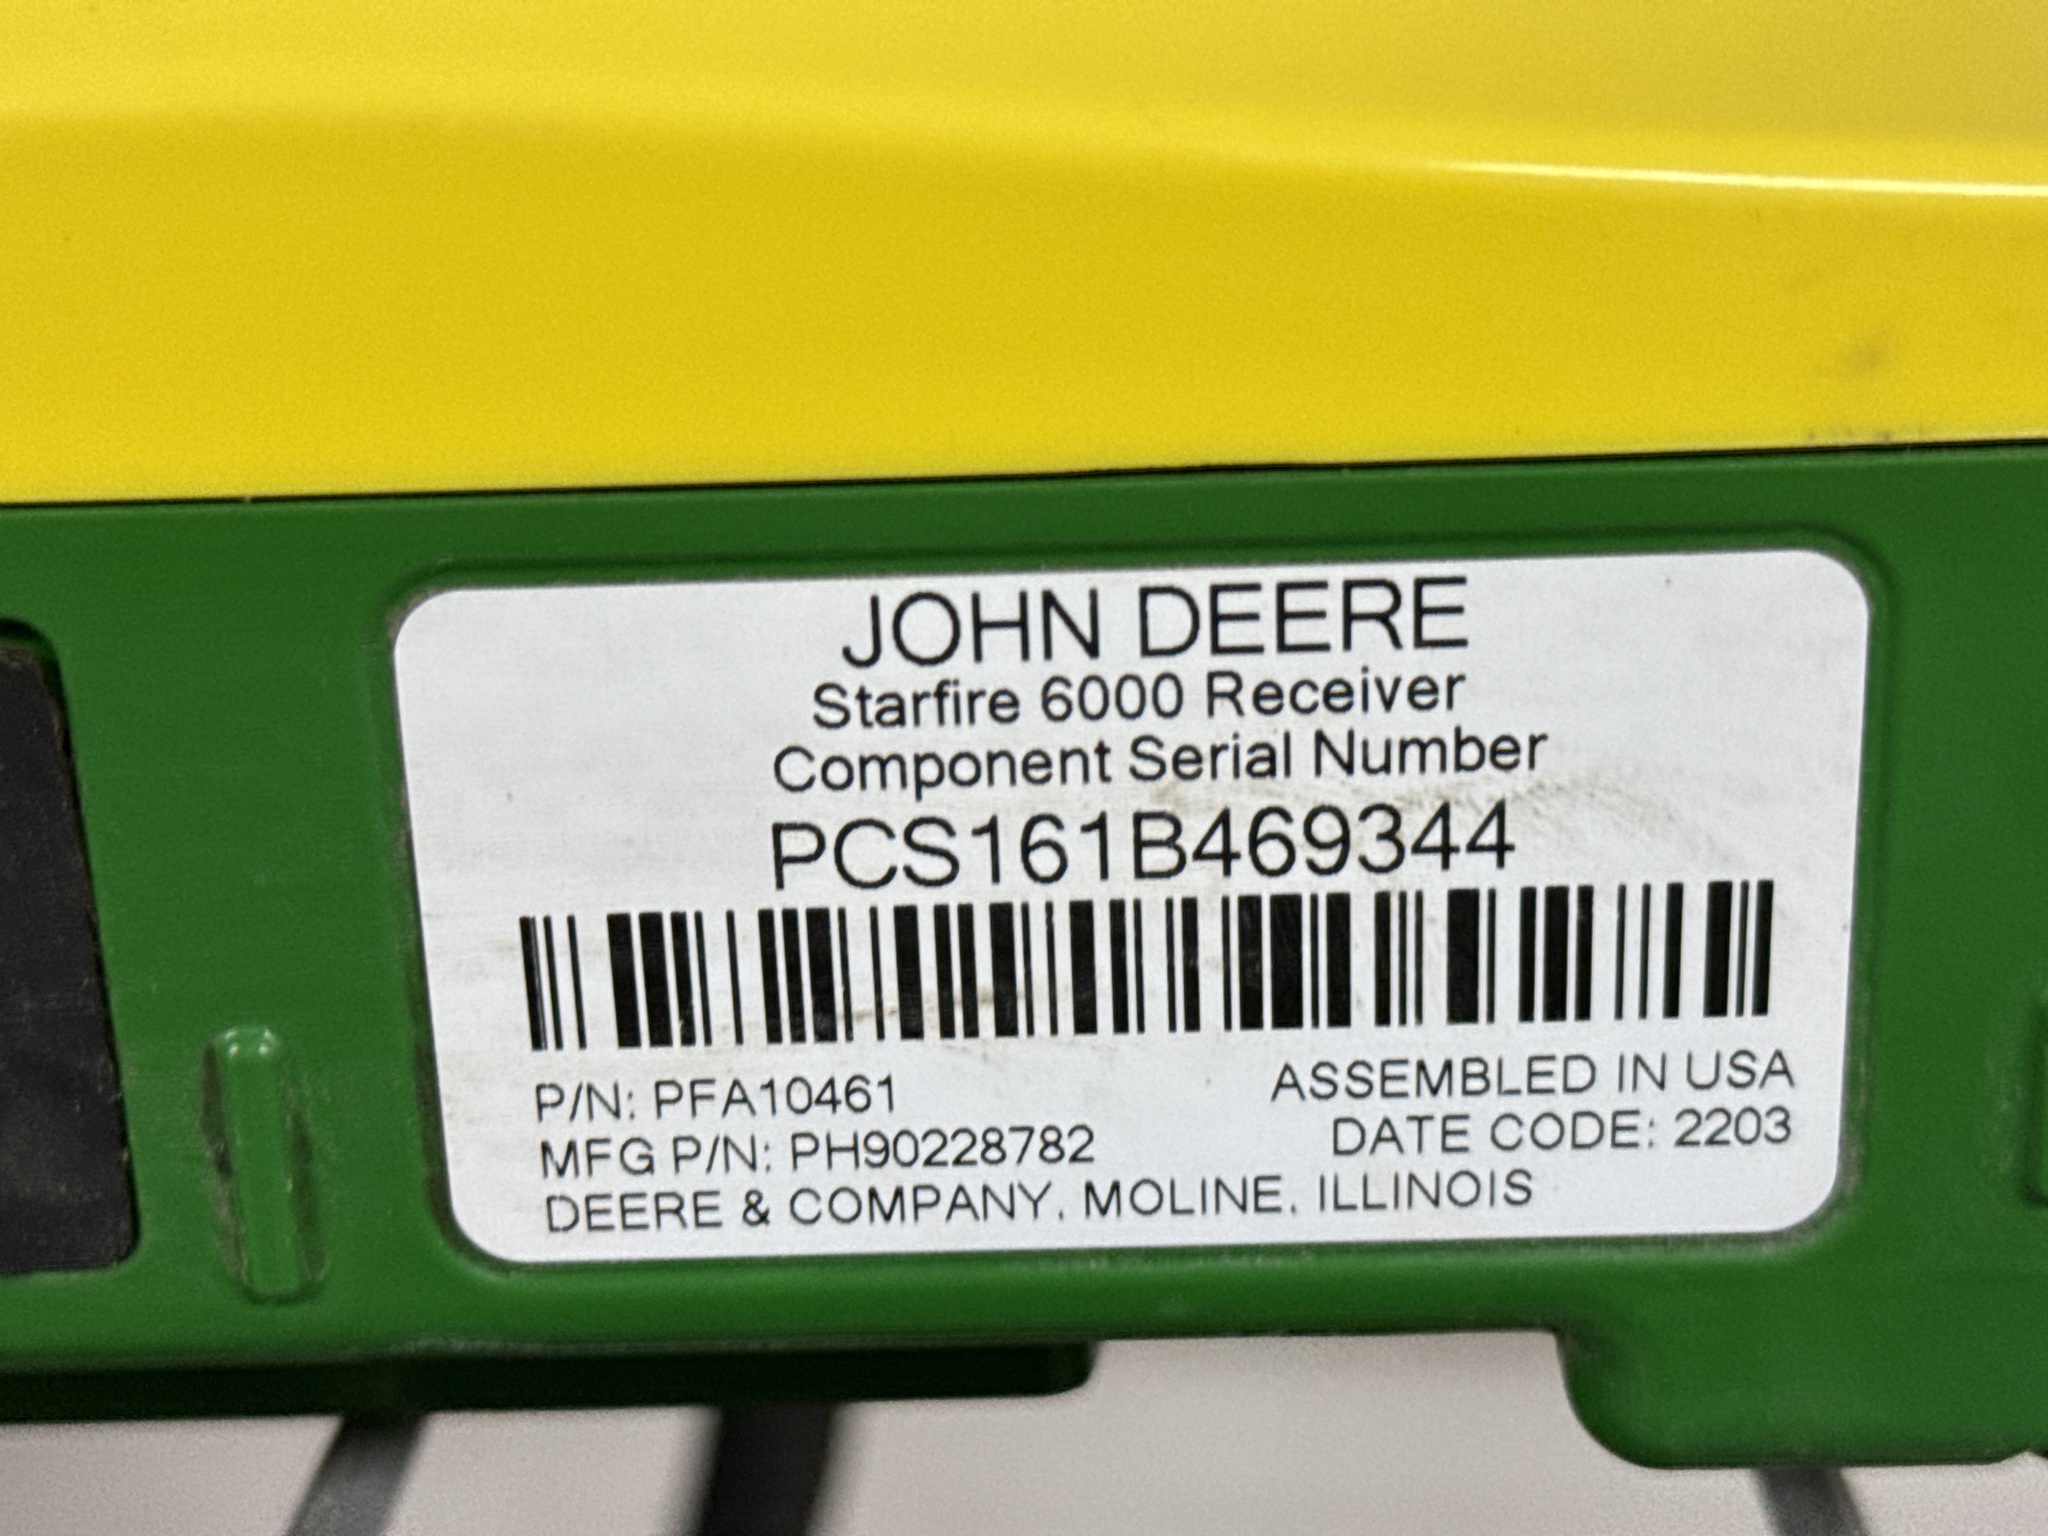 JOHN DEERE
Starfire 6000 Receiver
Component Serial Number
PCS161B469344
P/N: PFA10461
ASSEMBLED IN USA
MFG P/N: PH90228782
DATE CODE: 2203
DEERE & COMPANY, MOLINE, ILLINOIS